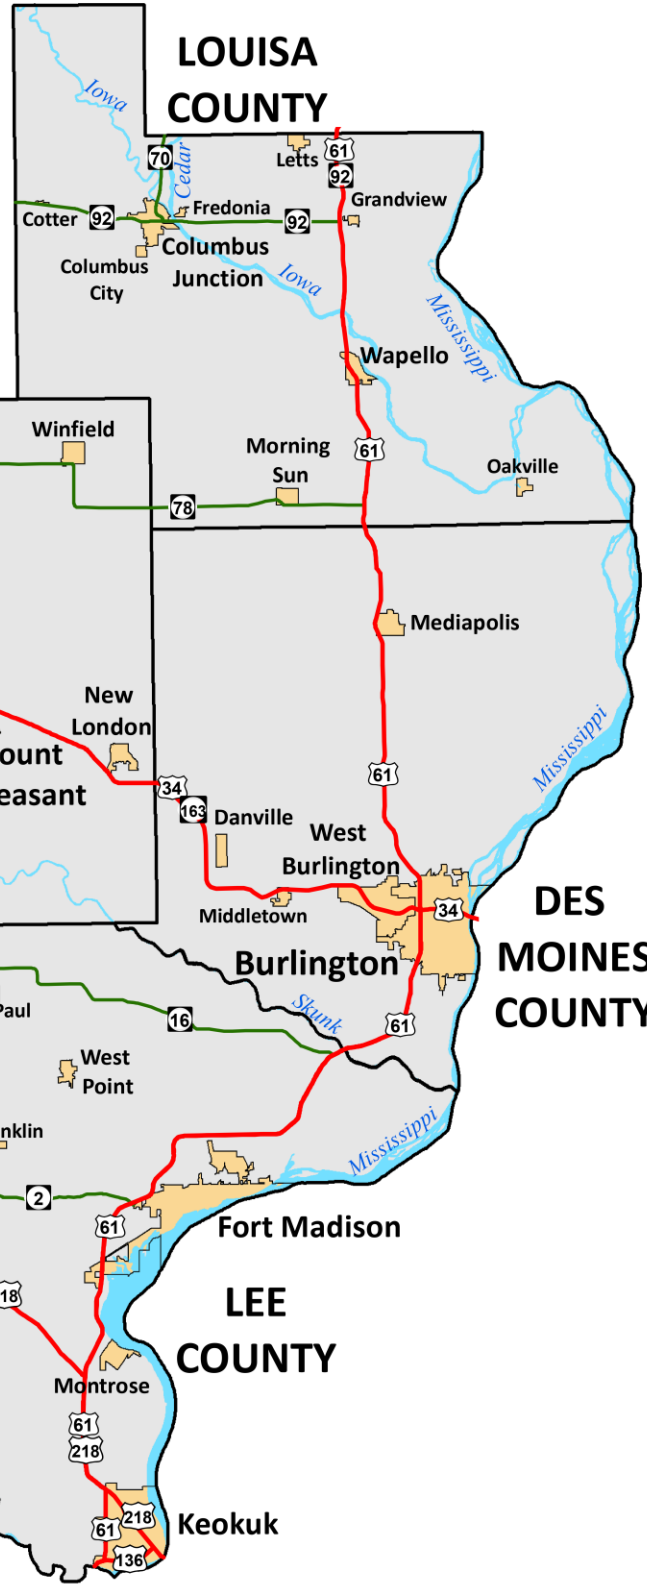 LOUISA
COUNTY
Iowa
61
Letts
70
Cedar
92
Grandview
Fredonia
Cotter
92
92
Columbus
Junction
Columbus
City
Iowa
Mississippi
Wapello
Winfield
Morning
Sun
61
Oakville
78
Mediapolis
New
London
ount
easant
Mississippi
61
34
163
Danville
West
Burlington
Middletown
34
DES
MOINES
COUNTY
Burlington
Skunk
61
Paul
16
West
Point
nklin
Mississippi
2
61
Fort Madison
18
LEE
COUNTY
Montrose
61
218
218
61
Keokuk
136